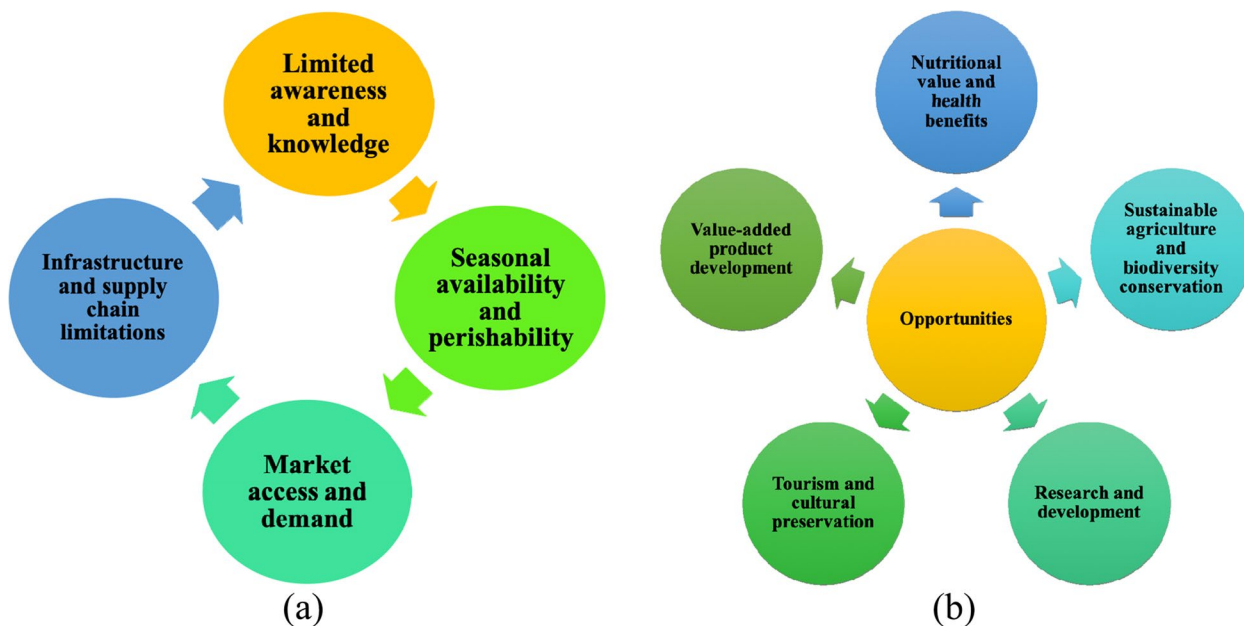 Limited
awareness
and
knowledge
Seasonal
availability
and
perishability
Market
access and
demand
Infrastructure
and supply
chain
limitations
(a)
Nutritional
value and
health
benefits
Sustainable
agriculture
and
biodiversity
conservation
Research and
development
Tourism and
cultural
preservation
Value-added
product
development
Opportunities
(b)